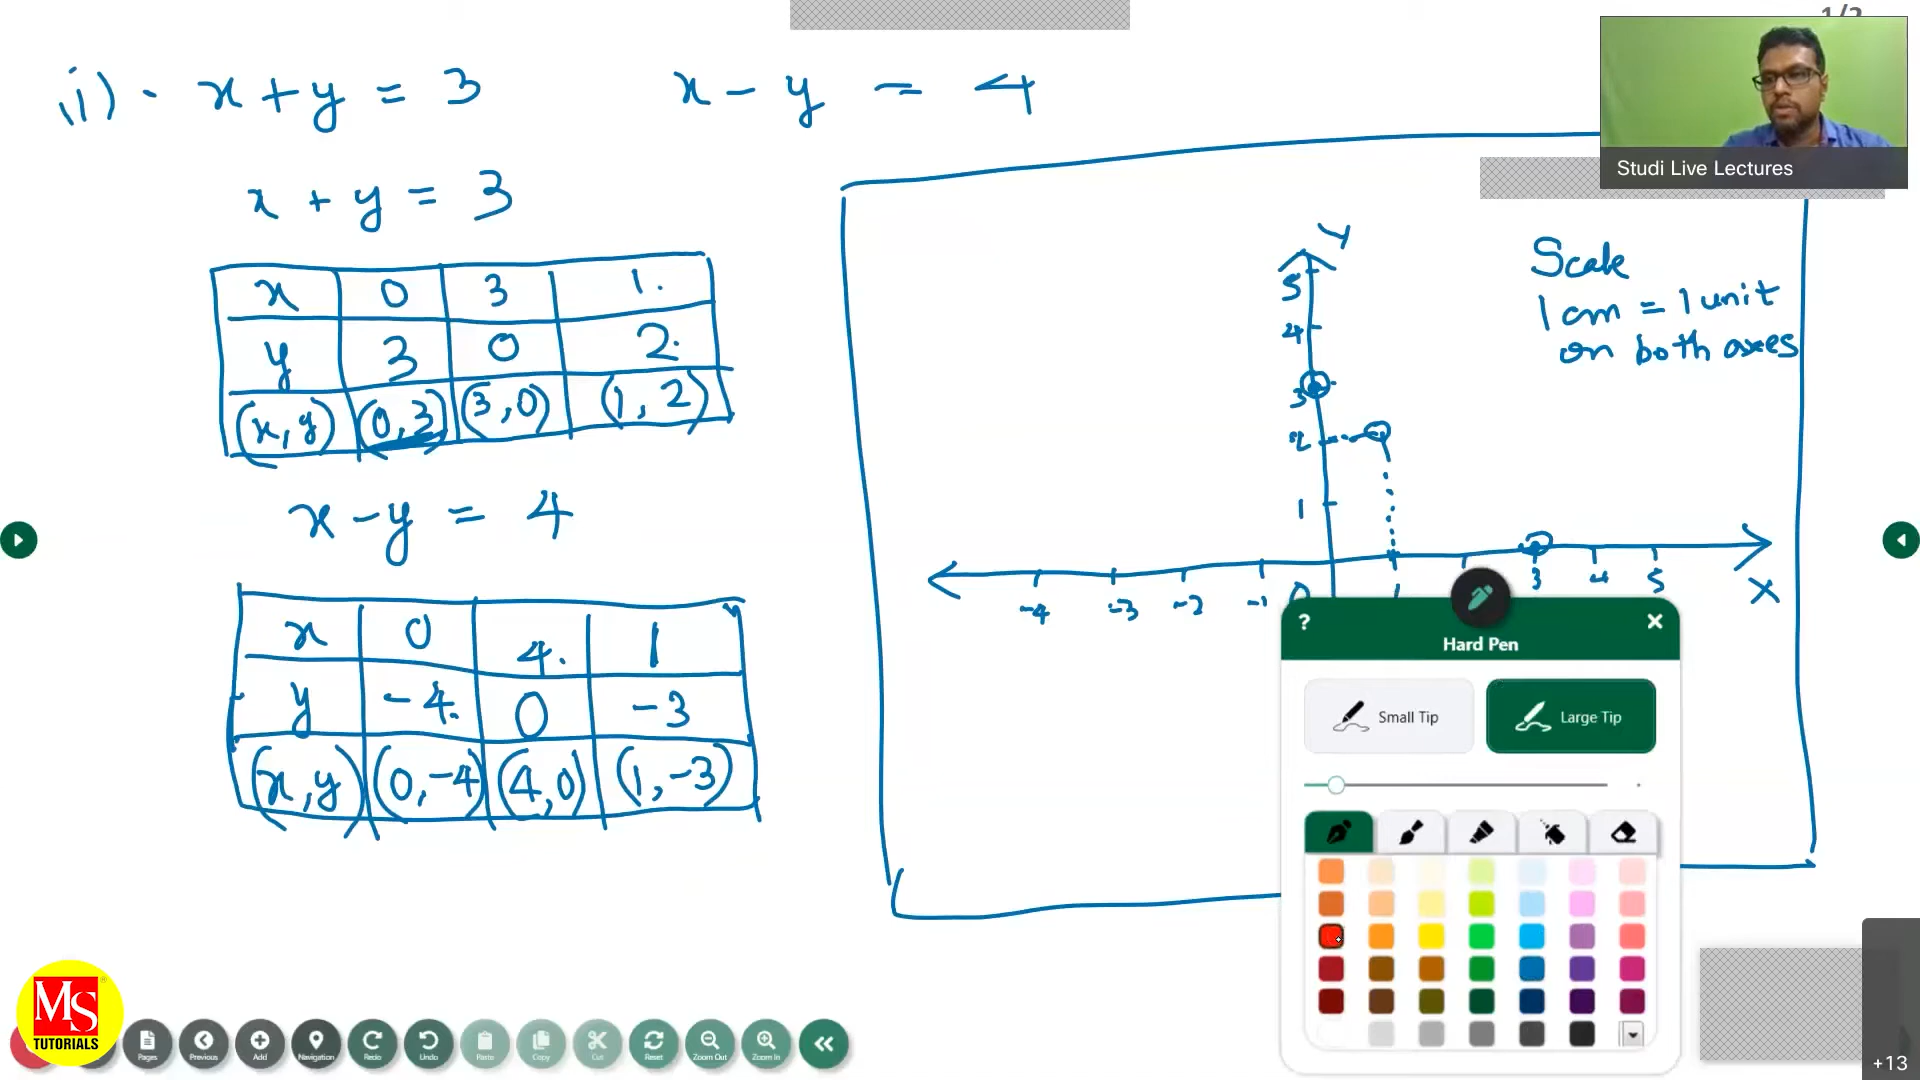 1/2
ii) x + y = 3    x - y = 4
Studi Live Lectures
x + y = 3
x 0 3 1
y 3 0 2
(x,y) (0,3) (3,0) (1,2)
x - y = 4
x 0 4 1
y -4 0 -3
(x,y) (0,-4) (4,0) (1,-3)
Y
5
4
3
2
1
Scale
1 cm = 1 unit
on both axes
-4 -3 -2 -1 0 1 3 4 5 X
?
Hard Pen
Small Tip
Large Tip
MS
TUTORIALS
Pages
Previous
Add
Navigation
Redo
Undo
Paste
Copy
Cut
Reset
Zoom Out
Zoom In
+13